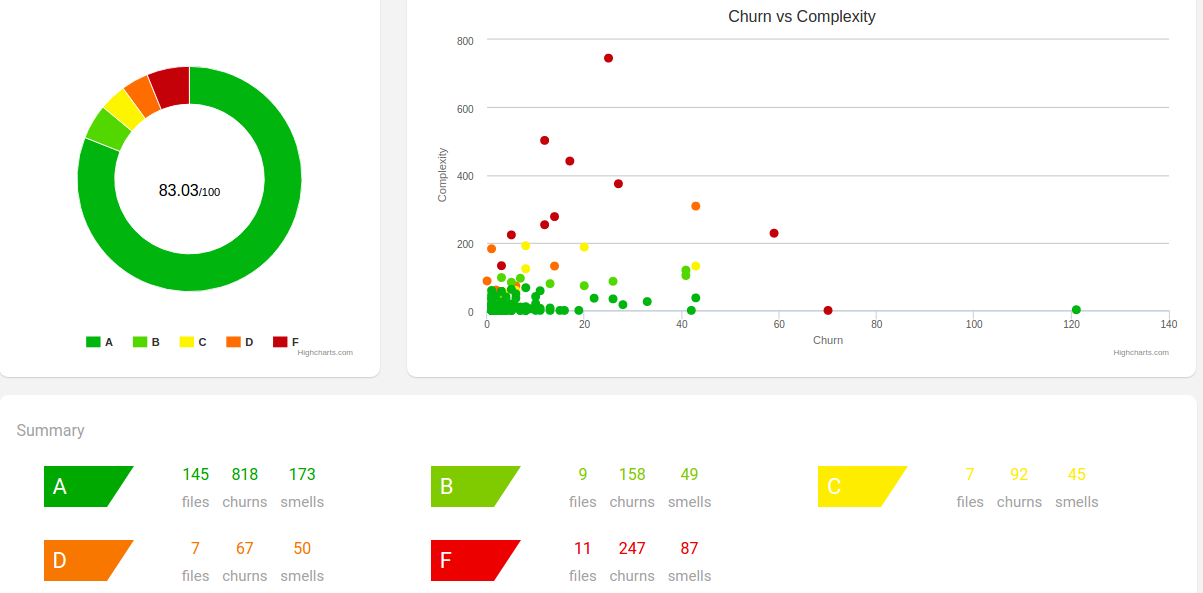 83.03/100
A B C D F
Highcharts.com
Churn vs Complexity
Complexity
800
600
400
200
0
0 20 40 60 80 100 120 140
Churn
Highcharts.com
Summary
A 145 818 173
files churns smells
B 9 158 49
files churns smells
C 7 92 45
files churns smells
D 7 67 50
files churns smells
F 11 247 87
files churns smells